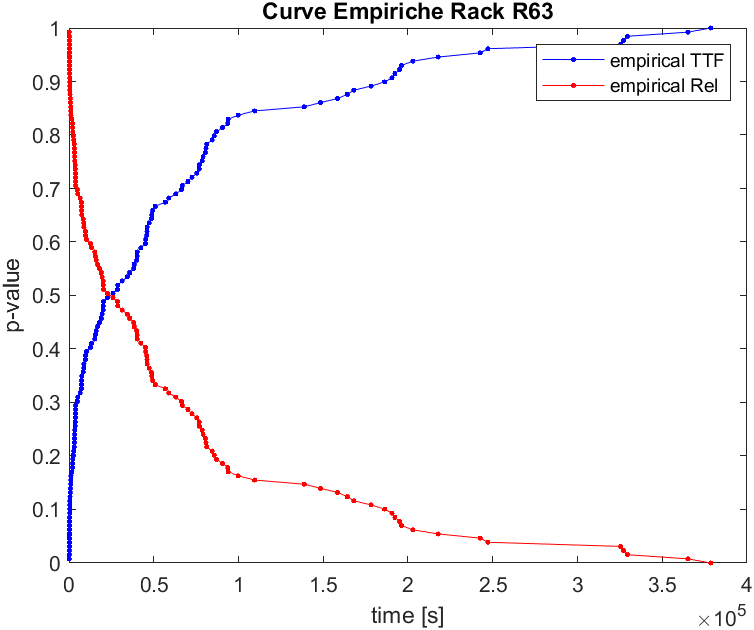 Curve Empiriche Rack R63
empirical TTF
empirical Rel
p-value
1
0.9
0.8
0.7
0.6
0.5
0.4
0.3
0.2
0.1
0
0 0.5 1 1.5 2 2.5 3 3.5 4
time [s]
×10⁵